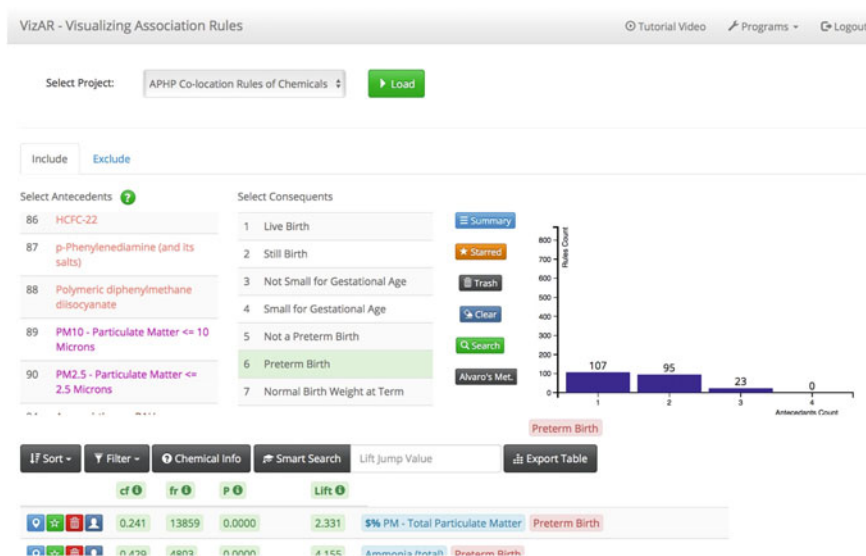 VizAR - Visualizing Association Rules
Tutorial Video
Programs
Logout
Select Project:
APHP Co-location Rules of Chemicals
Load
Include
Exclude
Select Antecedents ?
86 HCFC-22
87 p-Phenylenediamine (and its
salts)
88 Polymeric diphenylmethane
diisocyanate
89 PM10 - Particulate Matter <= 10
Microns
90 PM2.5 - Particulate Matter <=
2.5 Microns
Select Consequents
1 Live Birth
2 Still Birth
3 Not Small for Gestational Age
4 Small for Gestational Age
5 Not a Preterm Birth
6 Preterm Birth
7 Normal Birth Weight at Term
Summary
Starred
Trash
Clear
Search
Alvaro's Met.
Rules Count
800
700
600
500
400
300
200
100
0
107
95
23
0
1
2
3
4
Antecedants Count
Preterm Birth
Sort
Filter
Chemical Info
Smart Search
Lift Jump Value
Export Table
cf fr P Lift
0.241 13859 0.0000 2.331 $% PM - Total Particulate Matter Preterm Birth
0.429 4803 0.0000 4.155 Ammonia (total) Preterm Birth